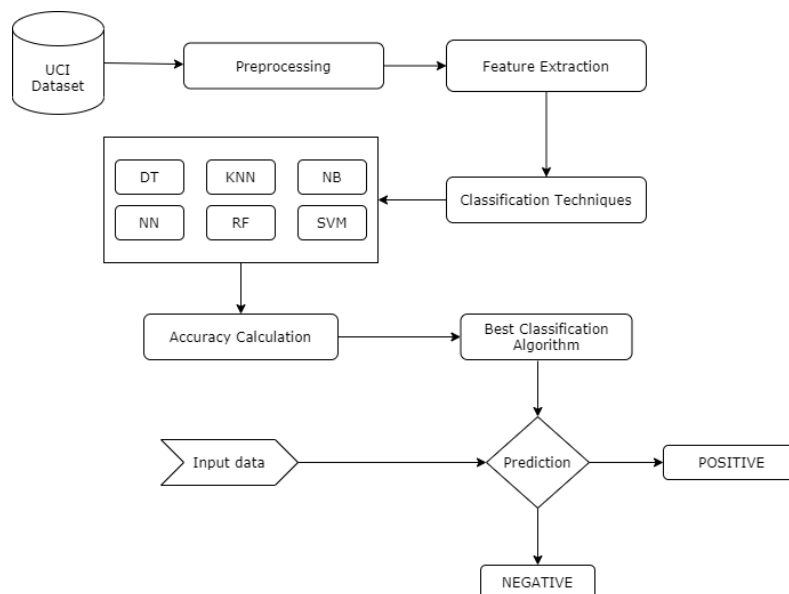 UCI
Dataset
Preprocessing
Feature Extraction
DT
KNN
NB
Classification Techniques
NN
RF
SVM
Accuracy Calculation
Best Classification
Algorithm
Input data
Prediction
POSITIVE
NEGATIVE